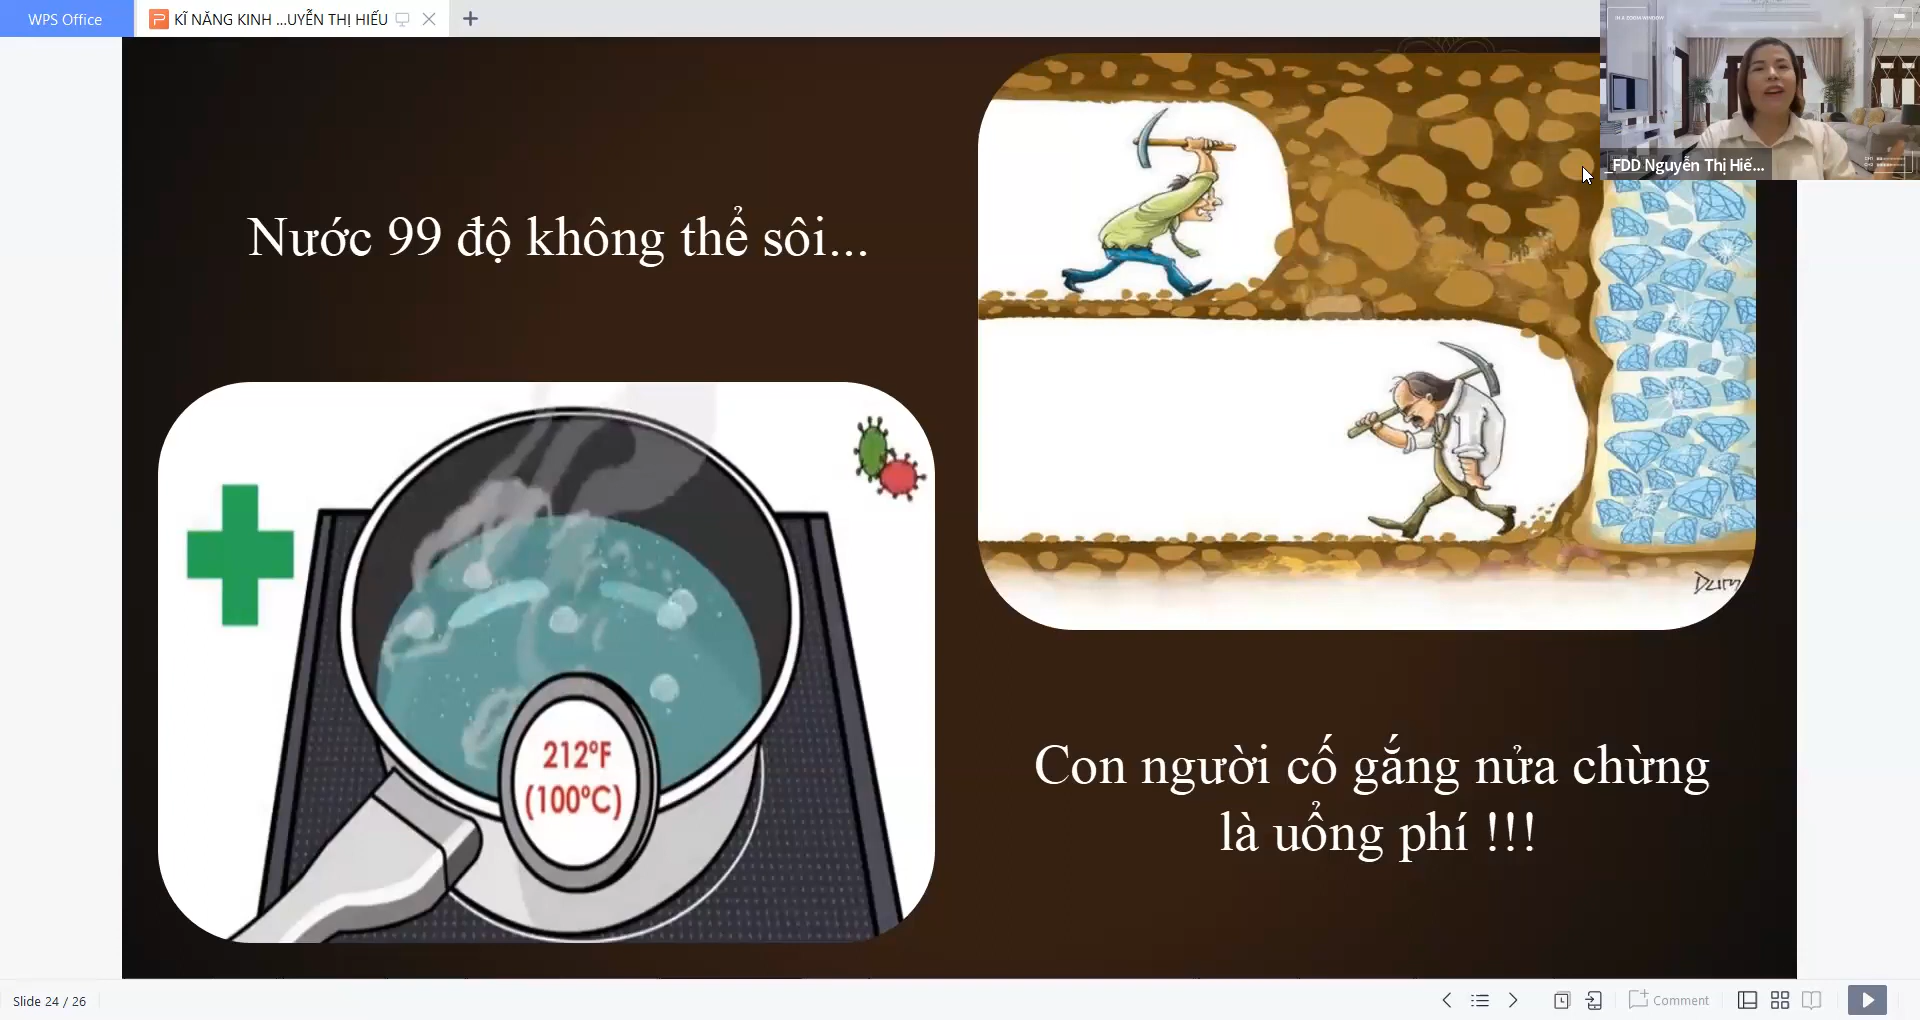 WPS Office
KĨ NĂNG KINH ...UYỄN THỊ HIẾU
_FDD Nguyễn Thị Hiế...
Nước 99 độ không thể sôi...
212°F
(100°C)
Con người cố gắng nửa chừng
là uổng phí !!!
Slide 24 / 26
Comment